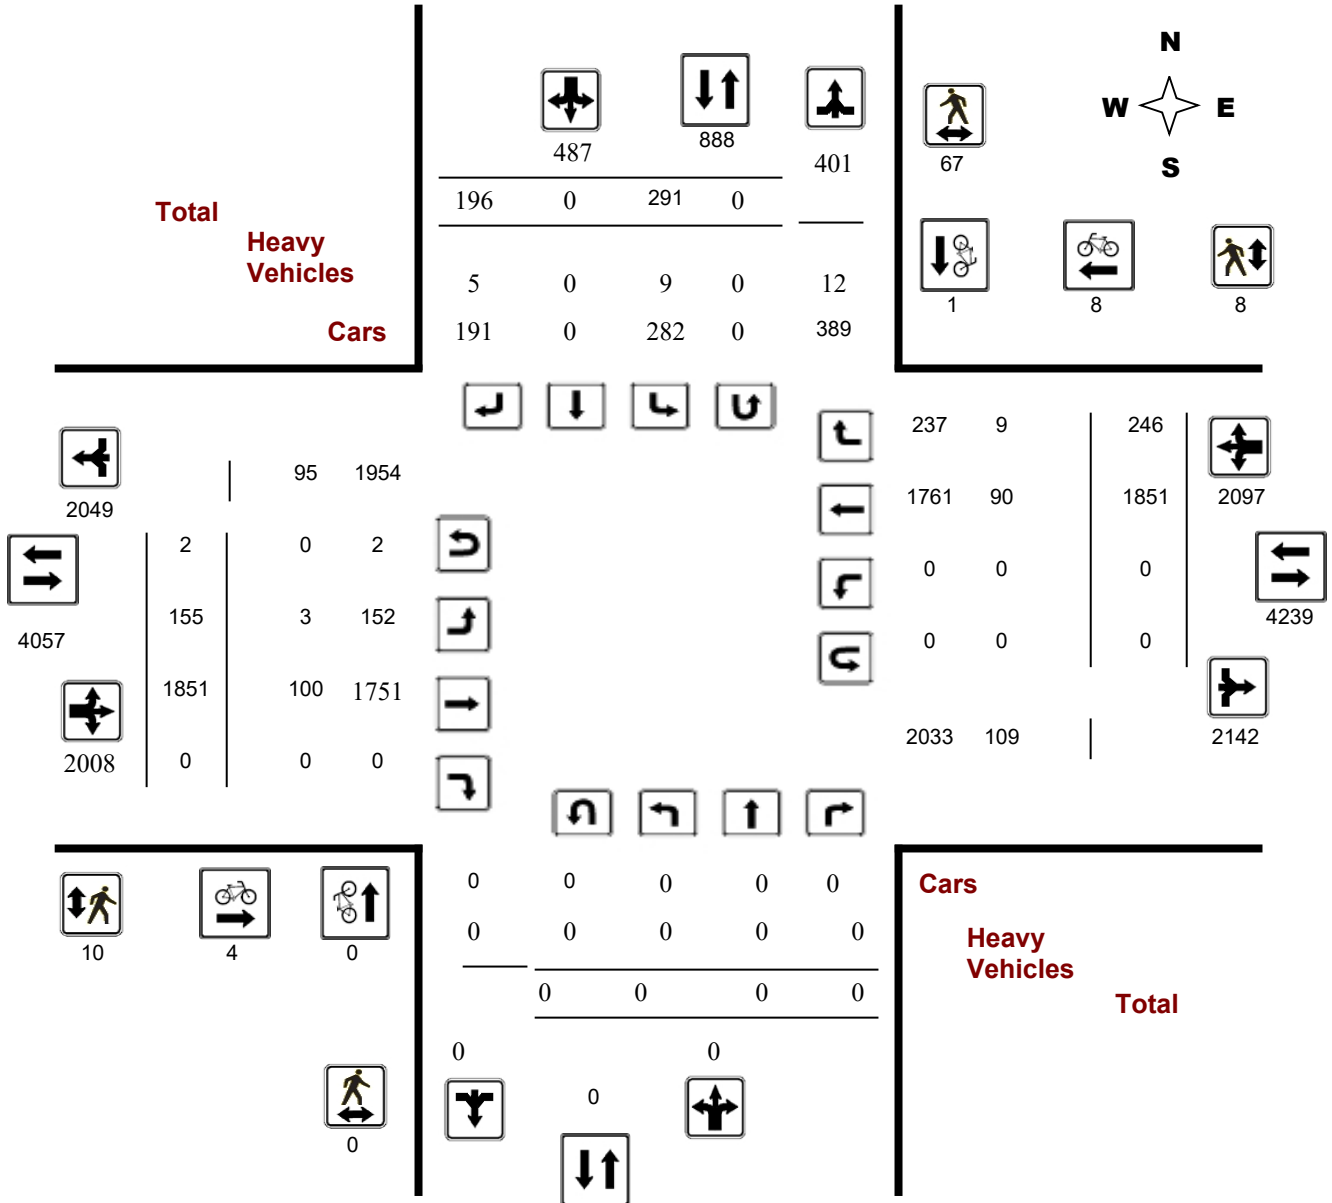 N
W E
S
487 888 401 67
196 0 291 0
Total
Heavy
Vehicles
5 0 9 0 12
1 8 8
Cars 191 0 282 0 389
237 9 246
95 1954
2049
1761 90 1851 2097
2 0 2
0 0 0
155 3 152
4057
4239
0 0 0
1851 100 1751
2033 109 2142
2008 0 0 0
0 0 0 0 0 Cars
0 0 0 0 0 Heavy
Vehicles
10 4 0
0 0 0 0 Total
0 0
0
0